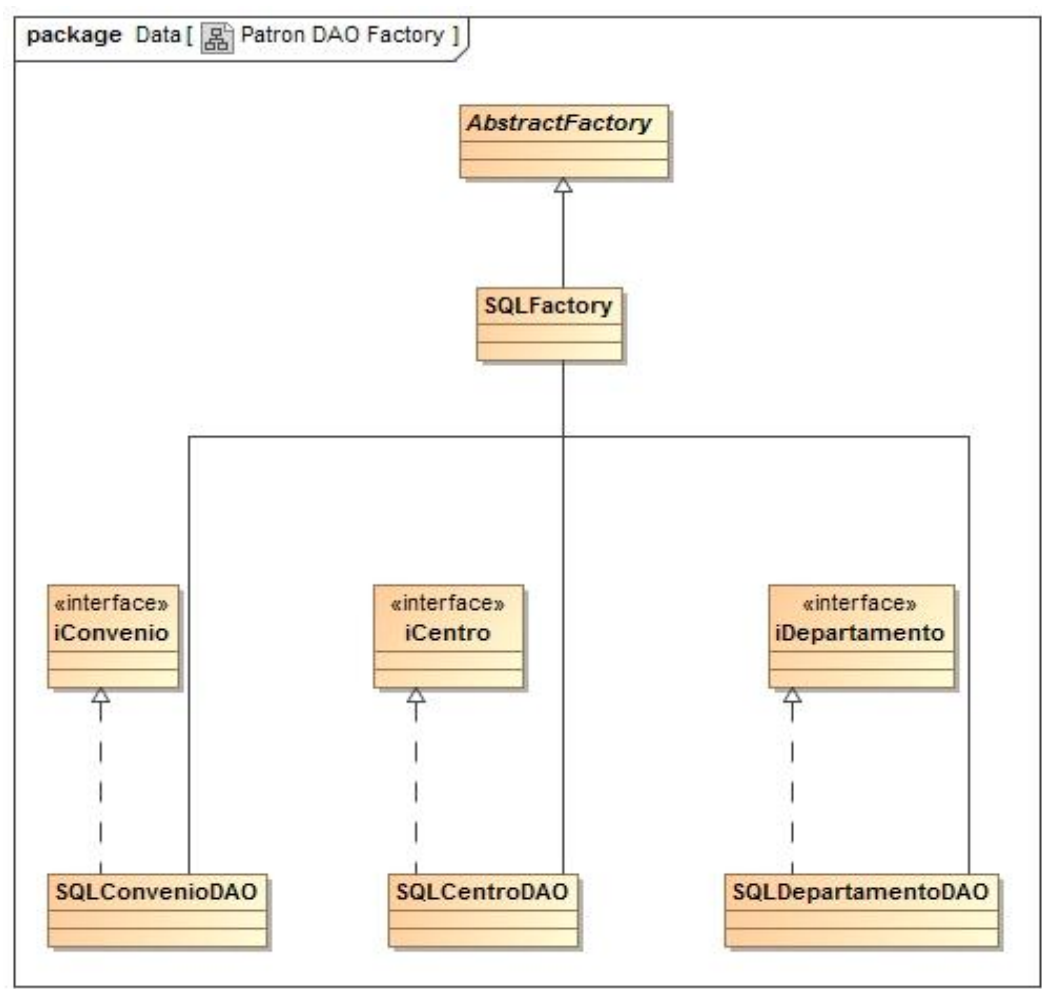 package Data [ Patron DAO Factory ]
AbstractFactory
SQLFactory
«interface»
iConvenio
«interface»
iCentro
«interface»
iDepartamento
SQLConvenioDAO
SQLCentroDAO
SQLDepartamentoDAO